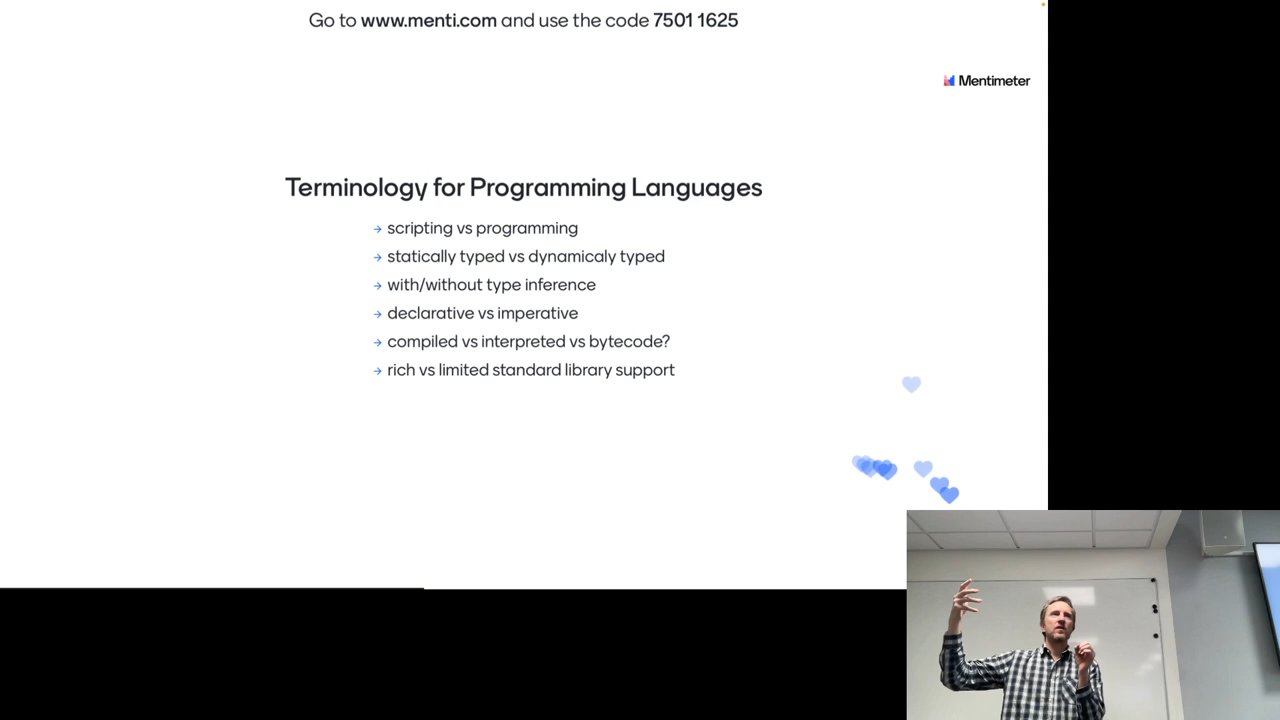 Go to www.menti.com and use the code 7501 1625
Mentimeter
Terminology for Programming Languages
→ scripting vs programming
→ statically typed vs dynamicaly typed
→ with/without type inference
→ declarative vs imperative
→ compiled vs interpreted vs bytecode?
→ rich vs limited standard library support